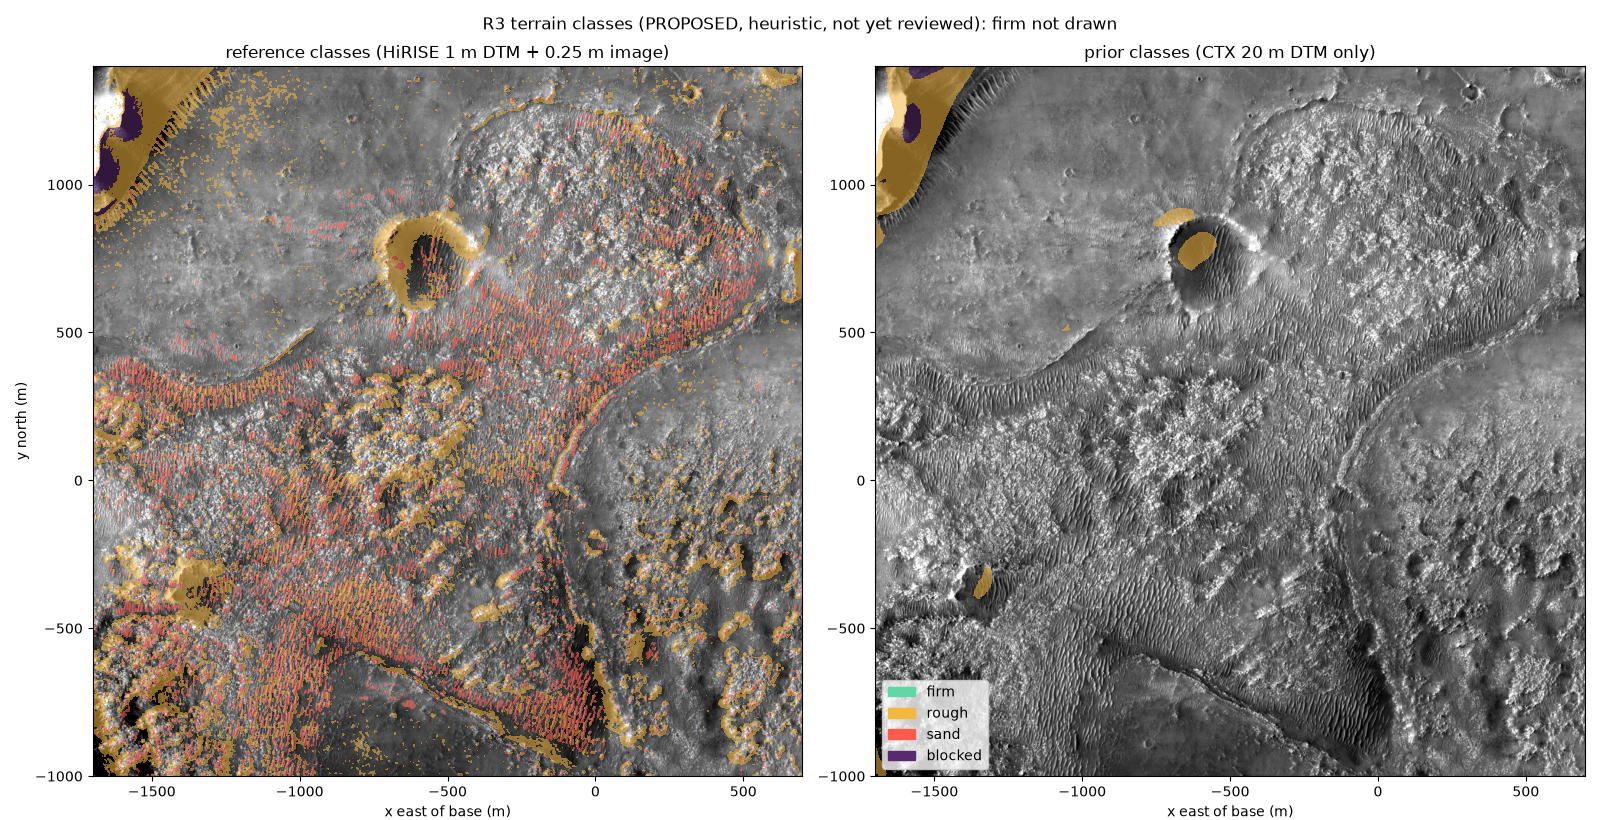 R3 terrain classes (PROPOSED, heuristic, not yet reviewed): firm not drawn
reference classes (HiRISE 1 m DTM + 0.25 m image)
prior classes (CTX 20 m DTM only)
y north (m)
1000
500
0
−500
−1000
−1500
−1000
−500
0
500
x east of base (m)
1000
500
0
−500
−1000
firm
rough
sand
blocked
−1500
−1000
−500
0
500
x east of base (m)